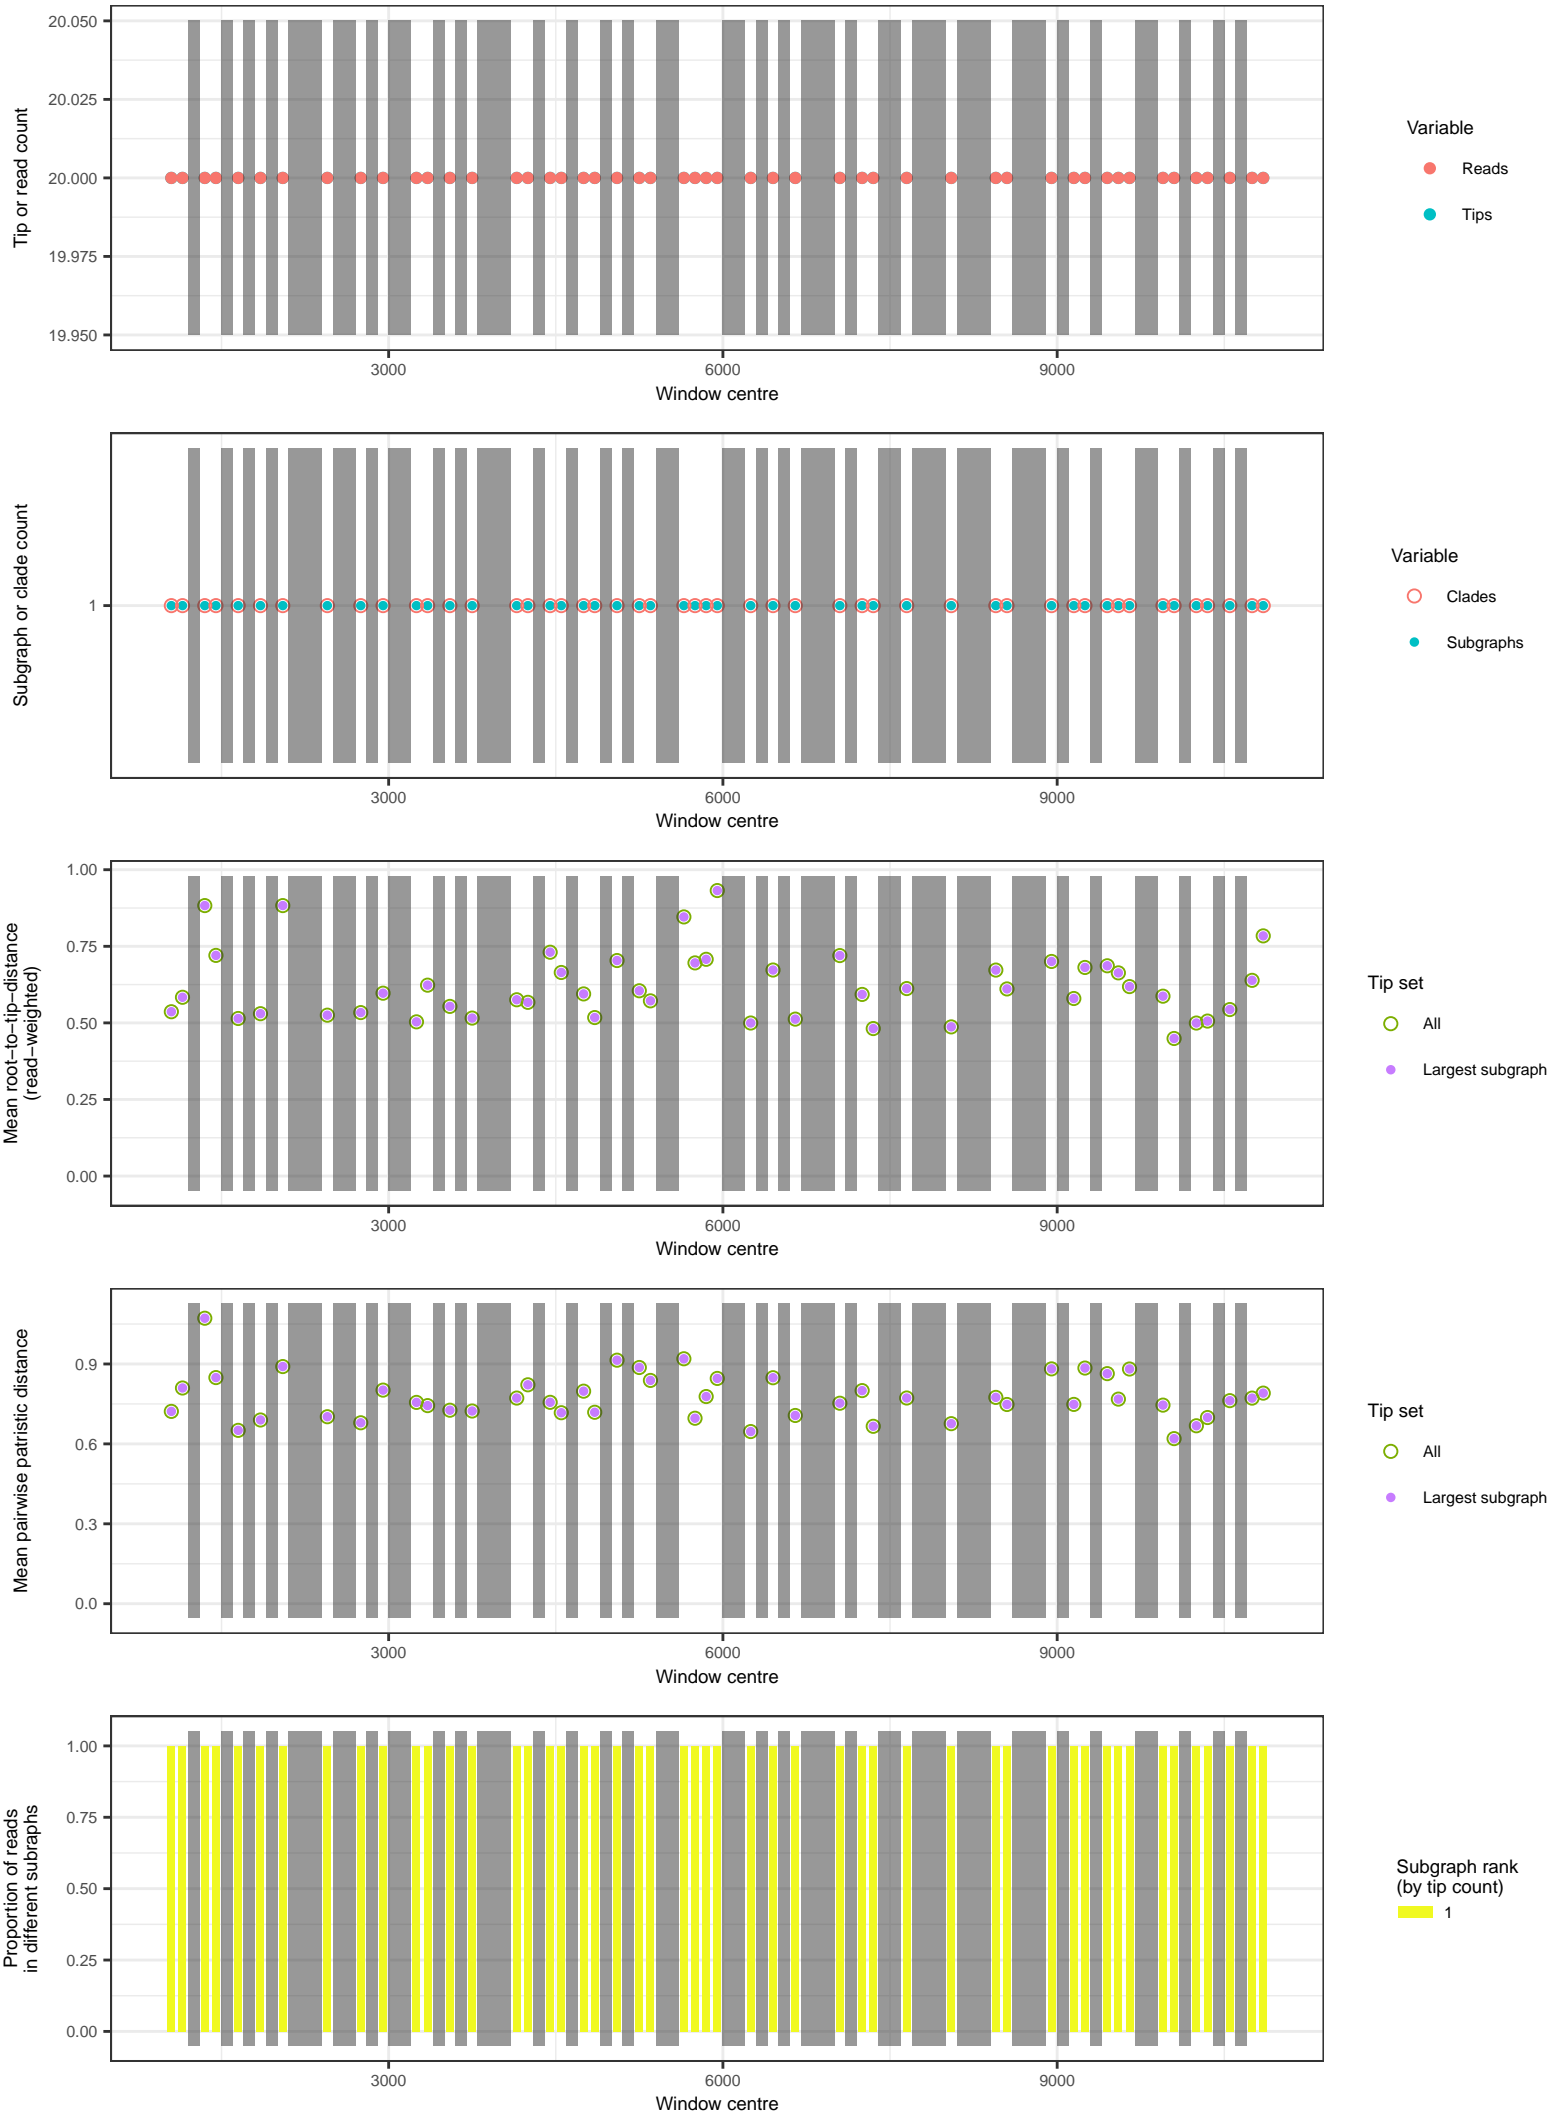 20.050
20.025
20.000
19.975
19.950
Tip or read count
3000
6000
9000
Window centre
Variable
Reads
Tips
1
Subgraph or clade count
3000
6000
9000
Window centre
Variable
Clades
Subgraphs
1.00
0.75
0.50
0.25
0.00
Mean root−to−tip−distance
(read−weighted)
3000
6000
9000
Window centre
Tip set
All
Largest subgraph
0.9
0.6
0.3
0.0
Mean pairwise patristic distance
3000
6000
9000
Window centre
Tip set
All
Largest subgraph
1.00
0.75
0.50
0.25
0.00
Proportion of reads
in different subraphs
3000
6000
9000
Window centre
Subgraph rank
(by tip count)
1